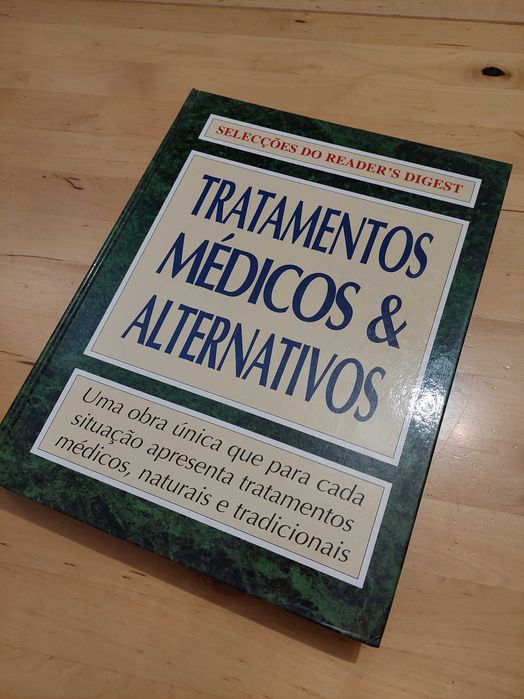 SELECÇÕES DO READER'S DIGEST
TRATAMENTOS
MÉDICOS &
ALTERNATIVOS
Uma obra única que para cada
situação apresenta tratamentos
médicos, naturais e tradicionais